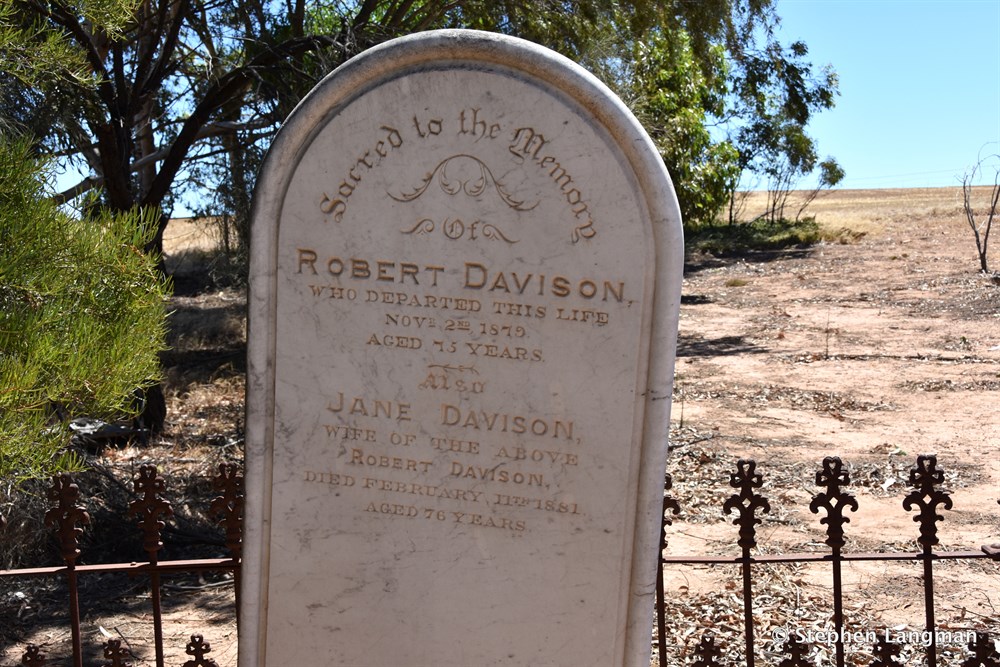 Sacred to the Memory
Of
ROBERT DAVISON,
WHO DEPARTED THIS LIFE
NOVR 2ND 1879.
AGED 75 YEARS.
ALSO
JANE DAVISON,
WIFE OF THE ABOVE
ROBERT DAVISON,
DIED FEBRUARY, 11TH 1881.
AGED 76 YEARS.
© Stephen Langman